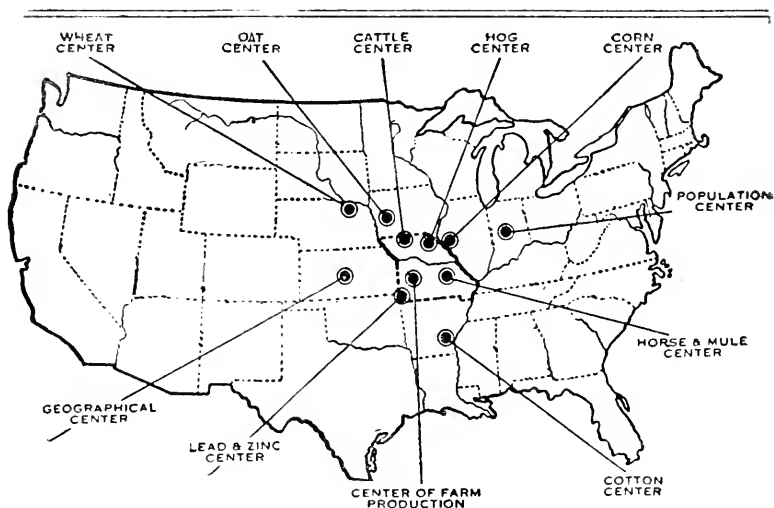 WHEAT
CENTER
OAT
CENTER
CATTLE
CENTER
HOG
CENTER
CORN
CENTER
POPULATION
CENTER
HORSE & MULE
CENTER
GEOGRAPHICAL
CENTER
LEAD & ZINC
CENTER
CENTER OF FARM
PRODUCTION
COTTON
CENTER